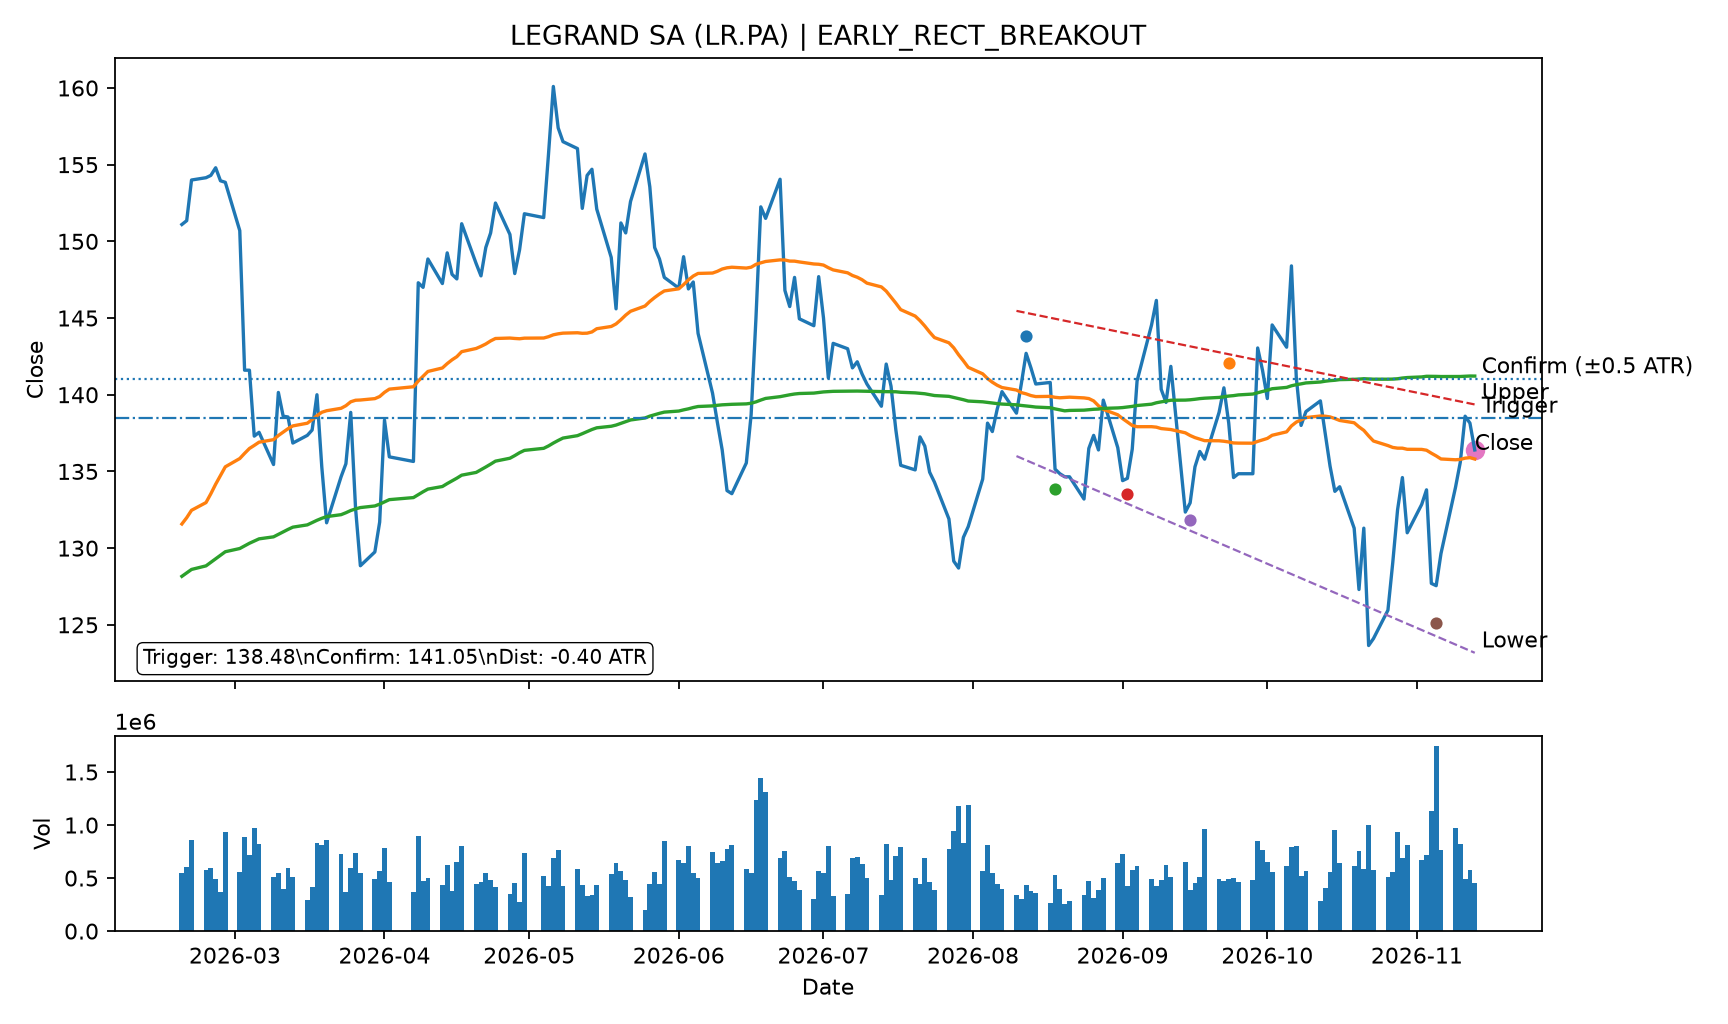 LEGRAND SA (LR.PA) | EARLY_RECT_BREAKOUT
Close
160
155
150
145
140
135
130
125
Confirm (±0.5 ATR)
Upper
Trigger
Close
Lower
Trigger: 138.48\nConfirm: 141.05\nDist: -0.40 ATR
1e6
Vol
1.5
1.0
0.5
0.0
2026-03 2026-04 2026-05 2026-06 2026-07 2026-08 2026-09 2026-10 2026-11
Date